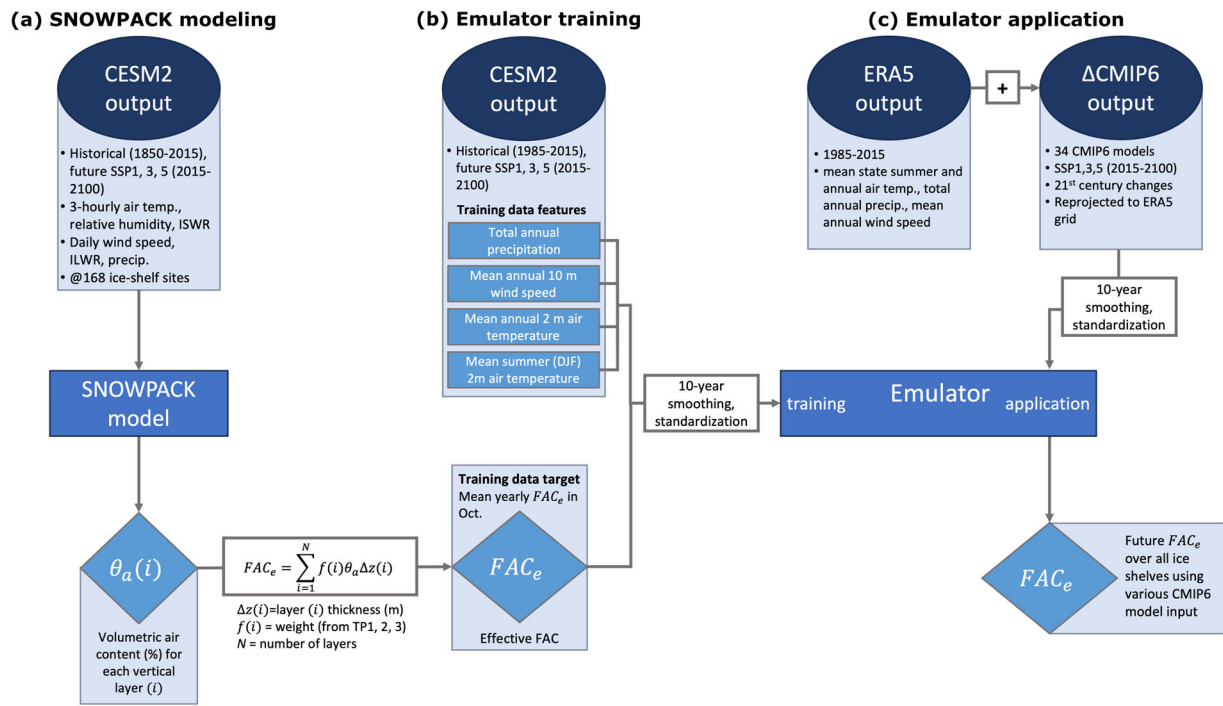 (a) SNOWPACK modeling
CESM2
output
• Historical (1850-2015),
future SSP1, 3, 5 (2015-
2100)
• 3-hourly air temp.,
relative humidity, ISWR
• Daily wind speed,
ILWR, precip.
• @168 ice-shelf sites
SNOWPACK
model
θₐ(i)
Volumetric air
content (%) for
each vertical
layer (i)
FACₑ = ∑ᵢ₌₁ᴺ f(i)θₐΔz(i)
Δz(i)=layer (i) thickness (m)
f(i) = weight (from TP1, 2, 3)
N = number of layers
(b) Emulator training
CESM2
output
• Historical (1985-2015),
future SSP1, 3, 5 (2015-
2100)
Training data features
Total annual
precipitation
Mean annual 10 m
wind speed
Mean annual 2 m air
temperature
Mean summer (DJF)
2m air temperature
Training data target
Mean yearly FACₑ in
Oct.
FACₑ
Effective FAC
10-year
smoothing,
standardization
(c) Emulator application
ERA5
output
• 1985-2015
• mean state summer and
annual air temp., total
annual precip., mean
annual wind speed
+
ΔCMIP6
output
• 34 CMIP6 models
• SSP1,3,5 (2015-2100)
• 21st century changes
• Reprojected to ERA5
grid
10-year
smoothing,
standardization
training Emulator application
FACₑ
Future FACₑ
over all ice
shelves using
various CMIP6
model input